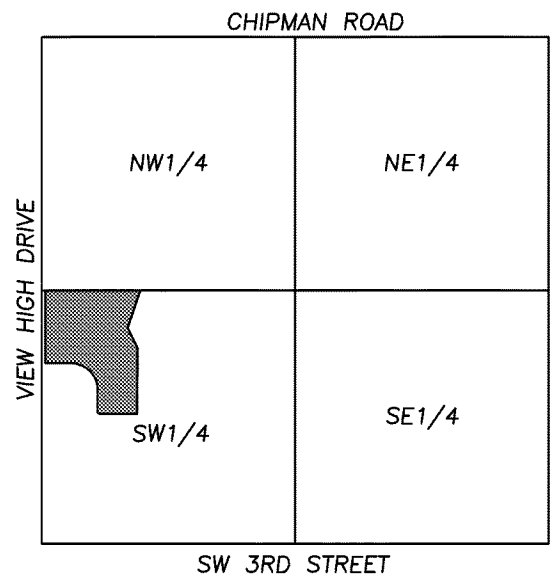 CHIPMAN ROAD
NW1/4
NE1/4
VIEW HIGH DRIVE
SW1/4
SE1/4
SW 3RD STREET